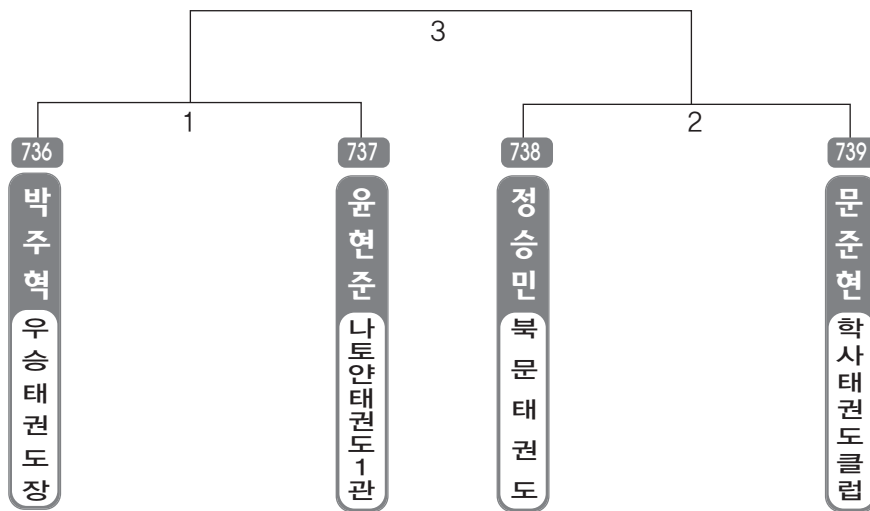 3
1
2
736
737
738
739
박주혁
우승태권도장
윤현준
나토얀태권도1관
정승민
북문태권도
문준현
학사태권도클럽